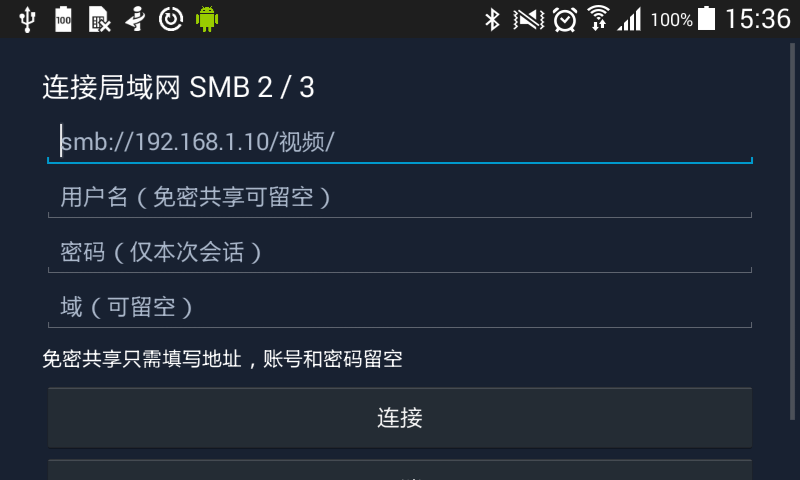 100
100%
15:36
连接局域网 SMB 2 / 3
smb://192.168.1.10/视频/
用户名（免密共享可留空）
密码（仅本次会话）
域（可留空）
免密共享只需填写地址，账号和密码留空
连接